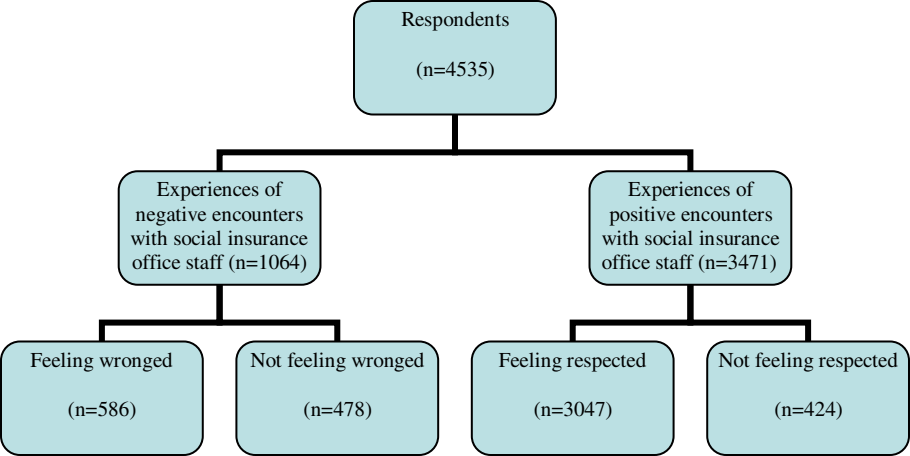 Respondents
(n=4535)
Experiences of
negative encounters
with social insurance
office staff (n=1064)
Experiences of
positive encounters
with social insurance
office staff (n=3471)
Feeling wronged
(n=586)
Not feeling wronged
(n=478)
Feeling respected
(n=3047)
Not feeling respected
(n=424)